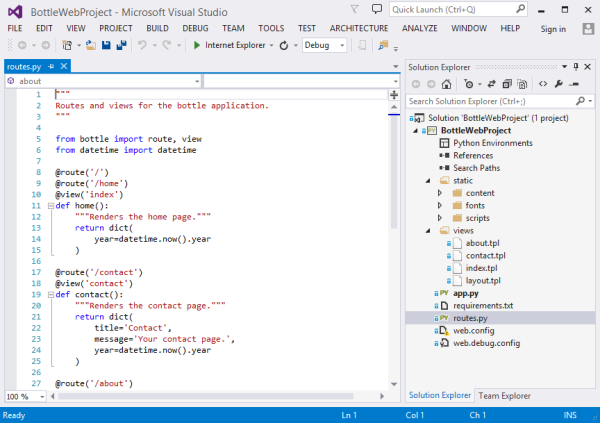 BottleWebProject - Microsoft Visual Studio
Quick Launch (Ctrl+Q)
FILE EDIT VIEW PROJECT BUILD DEBUG TEAM TOOLS TEST ARCHITECTURE ANALYZE WINDOW HELP Sign in
Internet Explorer Debug
routes.py
about
1 """
2 Routes and views for the bottle application.
3 """
4
5 from bottle import route, view
6 from datetime import datetime
7
8 @route('/')
9 @route('/home')
10 @view('index')
11 def home():
12 """Renders the home page."""
13 return dict(
14 year=datetime.now().year
15 )
16
17 @route('/contact')
18 @view('contact')
19 def contact():
20 """Renders the contact page."""
21 return dict(
22 title='Contact',
23 message='Your contact page.',
24 year=datetime.now().year
25 )
26
27 @route('/about')
100 %
Solution Explorer
Search Solution Explorer (Ctrl+;)
Solution 'BottleWebProject' (1 project)
PY BottleWebProject
Python Environments
References
Search Paths
static
content
fonts
scripts
views
about.tpl
contact.tpl
index.tpl
layout.tpl
PY app.py
requirements.txt
PY routes.py
web.config
web.debug.config
Solution Explorer Team Explorer
Ready Ln 1 Col 1 Ch 1 INS